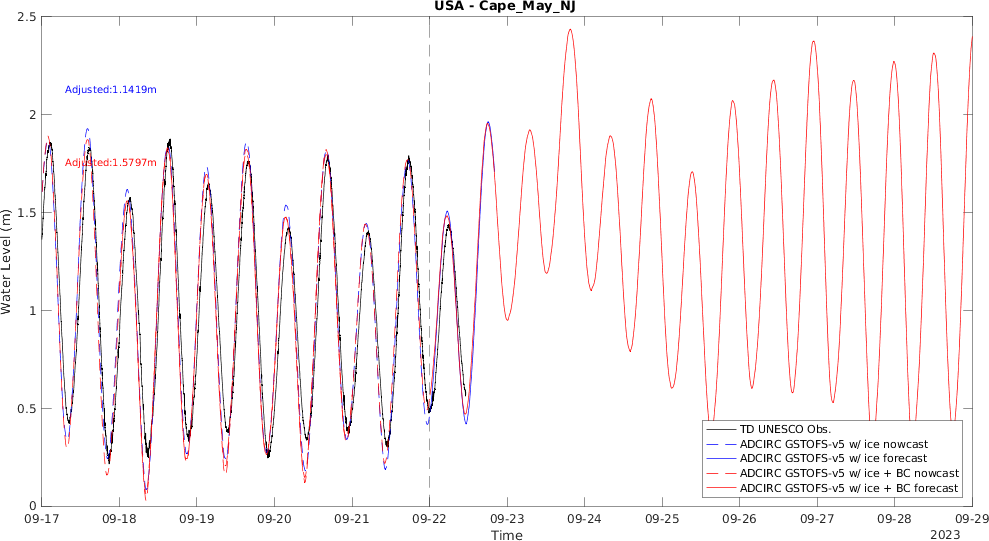 USA - Cape_May_NJ
2.5
2
1.5
1
0.5
0
Water Level (m)
Adjusted:1.1419m
Adjusted:1.5797m
TD UNESCO Obs.
ADCIRC GSTOFS-v5 w/ ice nowcast
ADCIRC GSTOFS-v5 w/ ice forecast
ADCIRC GSTOFS-v5 w/ ice + BC nowcast
ADCIRC GSTOFS-v5 w/ ice + BC forecast
09-17 09-18 09-19 09-20 09-21 09-22 09-23 09-24 09-25 09-26 09-27 09-28 09-29
Time
2023